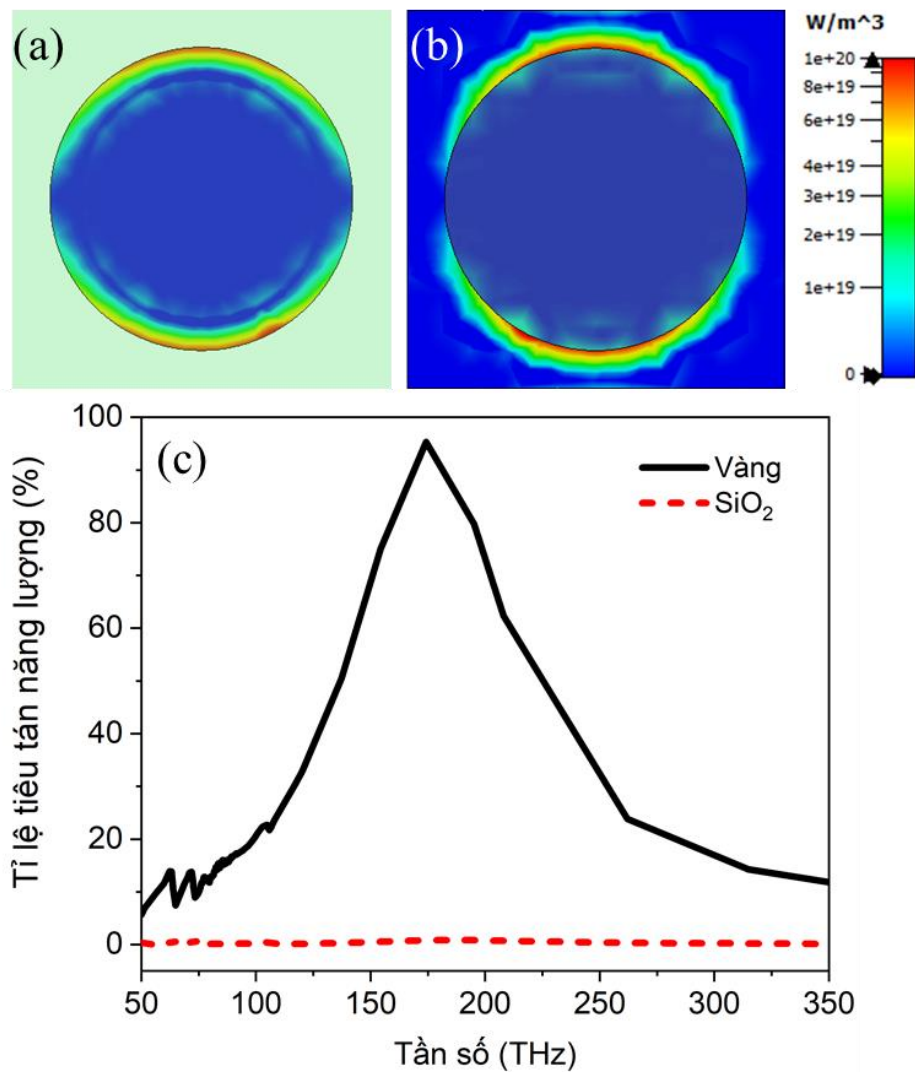 (a)
(b)
W/m^3
1e+20
8e+19
6e+19
4e+19
3e+19
2e+19
1e+19
0
(c)
Vàng
SiO₂
100
80
60
40
20
0
Tỉ lệ tiêu tán năng lượng (%)
50 100 150 200 250 300 350
Tần số (THz)